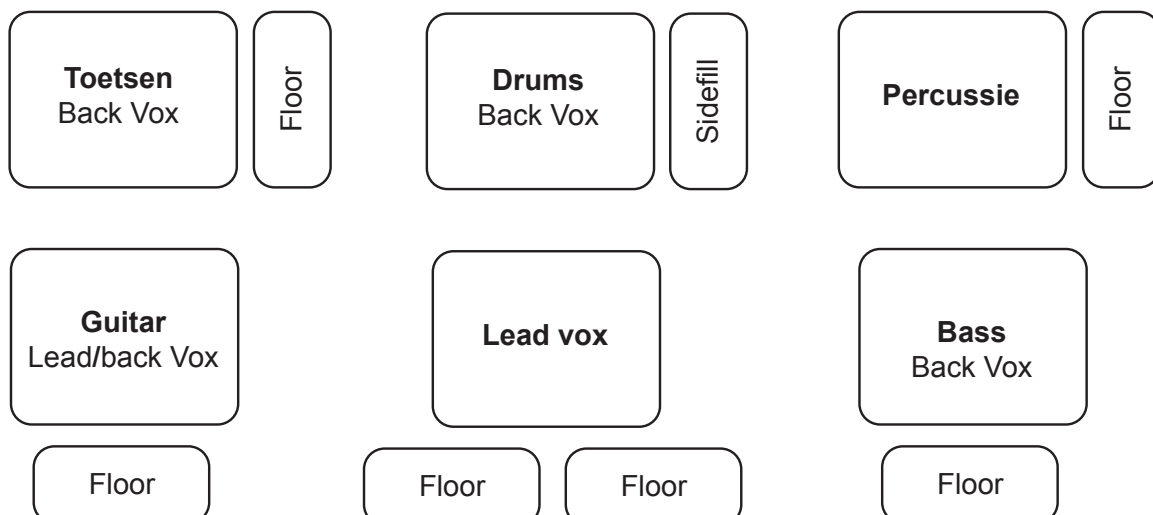 Toetsen
Back Vox
Floor
Drums
Back Vox
Sidefill
Percussie
Floor
Guitar
Lead/back Vox
Lead vox
Bass
Back Vox
Floor
Floor
Floor
Floor